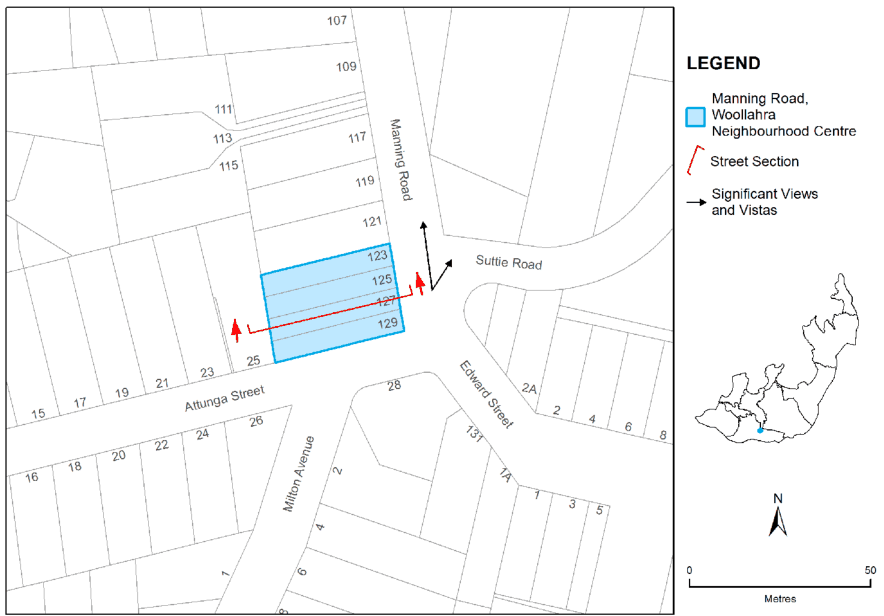 107
109
111
113
115
117
119
121
123
125
127
129
Manning Road
Suttie Road
Edward Street
Attunga Street
Milton Avenue
15
17
19
21
23
25
16
18
20
22
24
26
28
131
2A
2
4
6
8
1A
1
3
5
2
4
6
8
1
LEGEND
Manning Road,
Woollahra
Neighbourhood Centre
Street Section
Significant Views
and Vistas
N
0
50
Metres